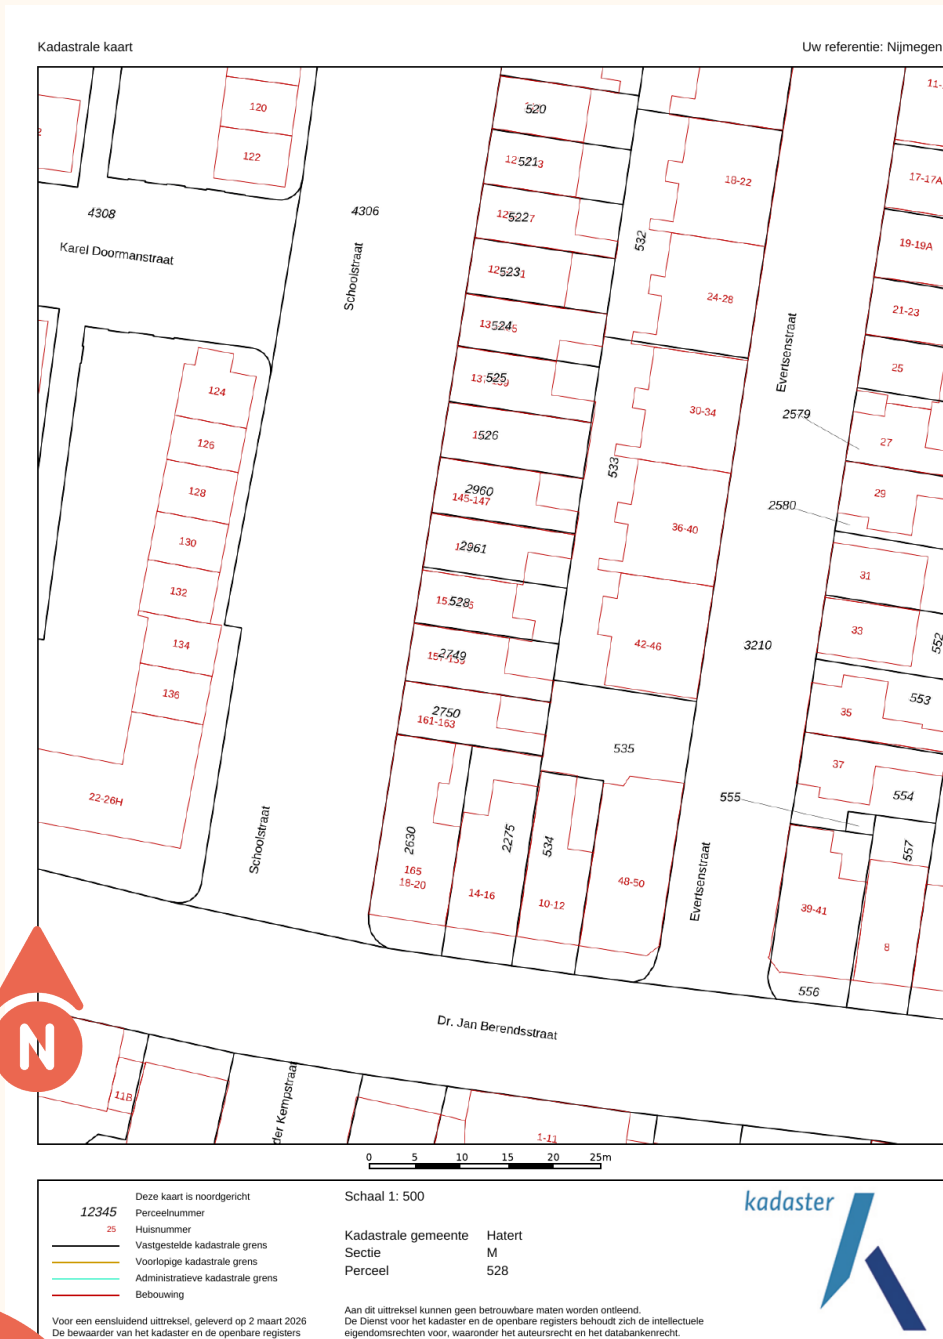 Kadastrale kaart
Uw referentie: Nijmegen
120
520
11-
122
521
18-22
17-17A
4308
4306
522
532
19-19A
Karel Doormanstraat
Schoolstraat
523
24-28
21-23
524
Evertsenstraat
25
124
525
30-34
2579
27
126
526
533
29
128
2960
145-147
2580
130
2961
36-40
31
132
528
33
552
134
2749
42-46
3210
136
2750
161-163
553
35
535
37
22-26H
555
554
Schoolstraat
2630
2275
534
Evertsenstraat
557
165
18-20
14-16
10-12
48-50
39-41
8
556
N
Dr. Jan Berendsstraat
11B
der Kempstraat
1-11
0 5 10 15 20 25m
Deze kaart is noordgericht
12345 Perceelnummer
25 Huisnummer
Vastgestelde kadastrale grens
Voorlopige kadastrale grens
Administratieve kadastrale grens
Bebouwing
Voor een eensluidend uittreksel, geleverd op 2 maart 2026
De bewaarder van het kadaster en de openbare registers
Schaal 1: 500
Kadastrale gemeente Hatert
Sectie M
Perceel 528
Aan dit uittreksel kunnen geen betrouwbare maten worden ontleend.
De Dienst voor het kadaster en de openbare registers behoudt zich de intellectuele
eigendomsrechten voor, waaronder het auteursrecht en het databankenrecht.
kadaster